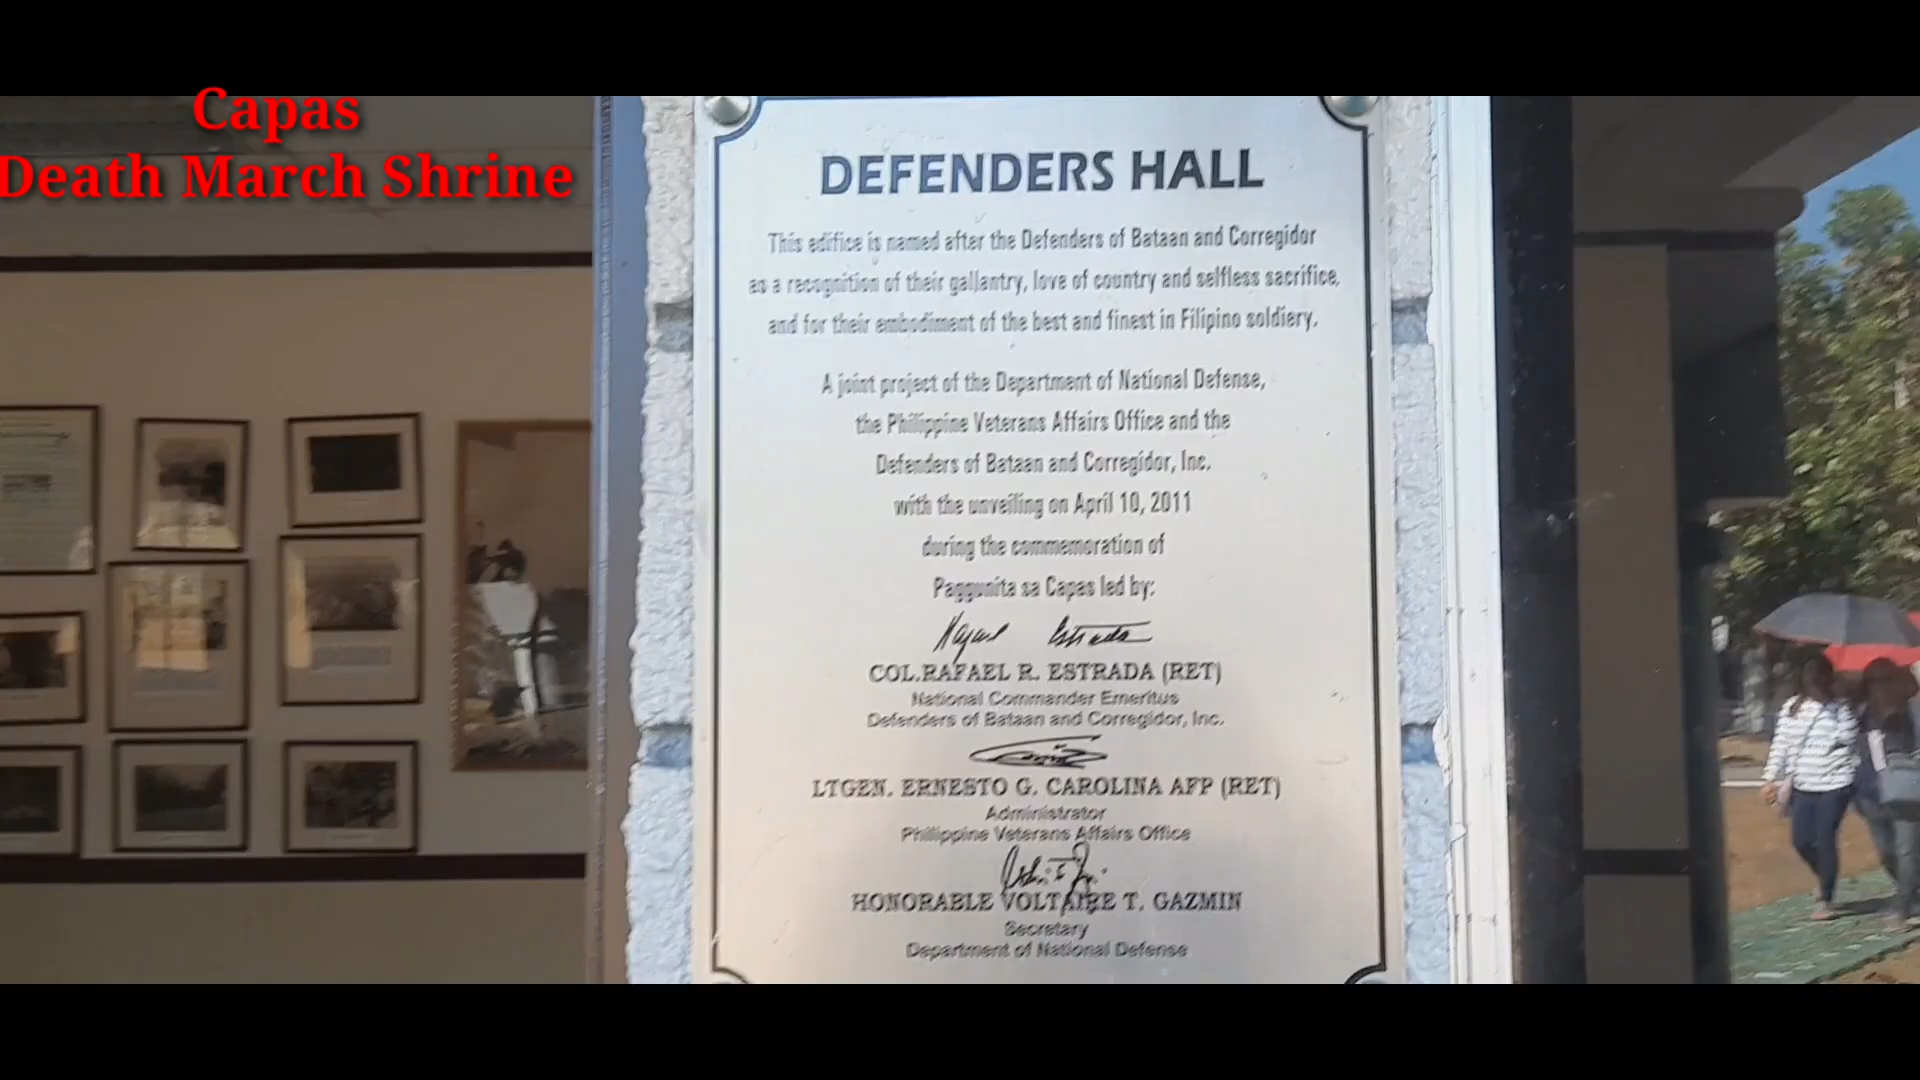 Capas
Death March Shrine
DEFENDERS HALL
This edifice is named after the Defenders of Bataan and Corregidor
as a recognition of their gallantry, love of country and selfless sacrifice,
and for their embodiment of the best and finest in Filipino soldiery.
A joint project of the Department of National Defense,
the Philippine Veterans Affairs Office and the
Defenders of Bataan and Corregidor, Inc.
with the unveiling on April 10, 2011
during the commemoration of
Paggunita sa Capas led by:
COL.RAFAEL R. ESTRADA (RET)
National Commander Emeritus
Defenders of Bataan and Corregidor, Inc.
LTGEN. ERNESTO G. CAROLINA AFP (RET)
Administrator
Philippine Veterans Affairs Office
HONORABLE VOLTAIRE T. GAZMIN
Secretary
Department of National Defense